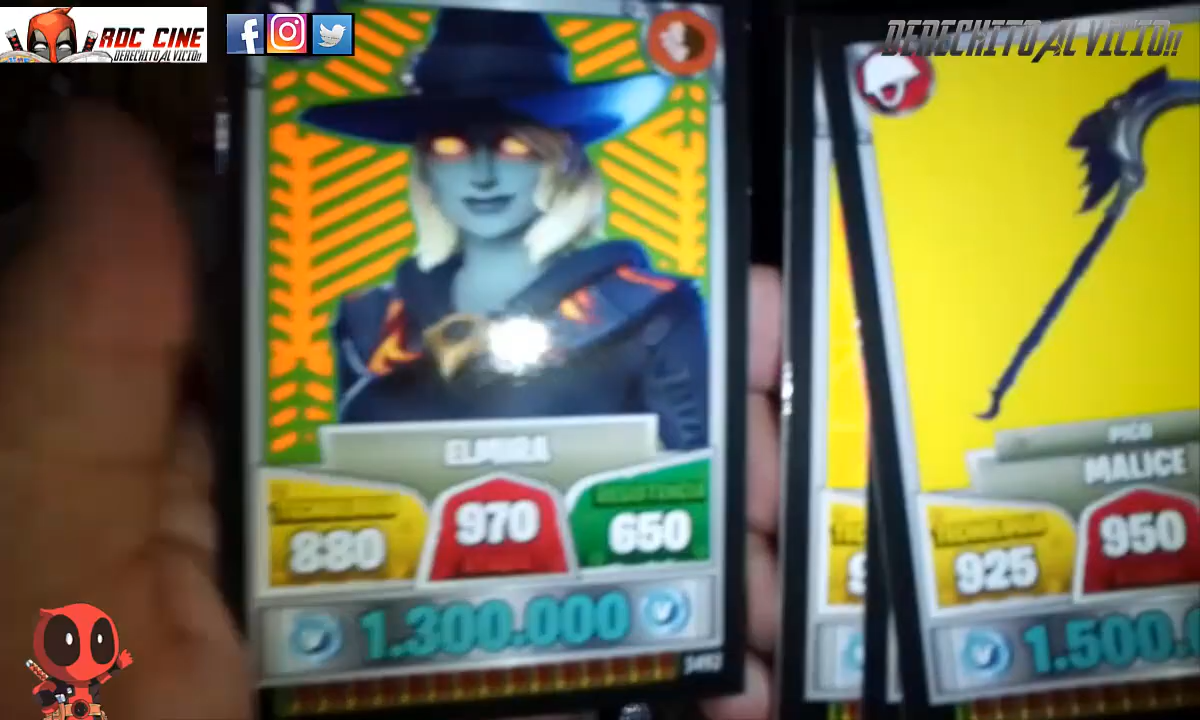 RDC CINE
DERECHITO AL VICIO!!
DERECHITO AL VICIO!!
ELMIRA
880
970
650
1.300.000
PICO
MALICE
925
950
1.500.